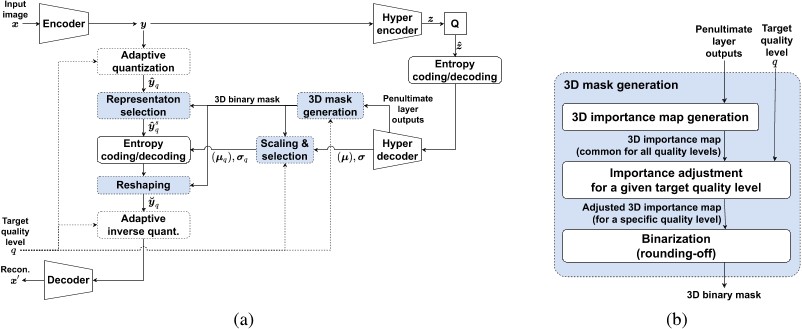 Input
image
x
Encoder
y
Hyper
encoder
z
Q
ẑ
Entropy
coding/decoding
Adaptive
quantization
ŷq
Representaton
selection
3D binary mask
3D mask
generation
Penultimate
layer
outputs
ŷsq
Entropy
coding/decoding
(μq), σq
Scaling &
selection
(μ), σ
Hyper
decoder
Reshaping
y̆q
Target
quality
level
q
Adaptive
inverse quant.
Recon.
x′
Decoder
(a)
Penultimate
layer
outputs
Target
quality
level
q
3D mask generation
3D importance map generation
3D importance map
(common for all quality levels)
Importance adjustment
for a given target quality level
Adjusted 3D importance map
(for a specific quality level)
Binarization
(rounding-off)
3D binary mask
(b)